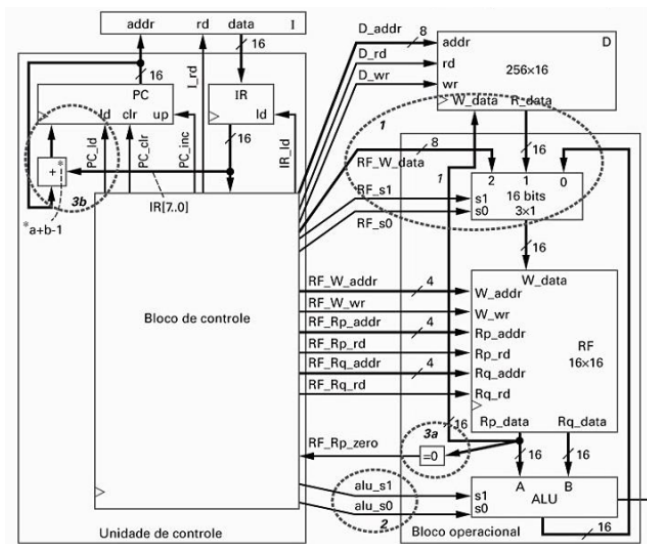 addr rd data I
16
16
I_rd
PC
ld clr up
IR
ld
16
PC_ld
PC_clr
PC_inc
IR_ld
+ *
3b
*a+b-1
IR[7..0]
Bloco de controle
Unidade de controle
D_addr 8
D_rd
D_wr
addr D
rd
wr 256×16
W_data R_data
1
8
RF_W_data
1
16
2 1 0
RF_s1
RF_s0
s1
s0
16 bits
3×1
16
RF_W_addr 4
RF_W_wr
RF_Rp_addr 4
RF_Rp_rd
RF_Rq_addr 4
RF_Rq_rd
W_data
W_addr
W_wr
Rp_addr
Rp_rd
Rq_addr
Rq_rd
RF
16×16
Rp_data Rq_data
16
3a
RF_Rp_zero
=0
16 16
alu_s1
alu_s0
2
A B
s1
s0
ALU
16
Bloco operacional